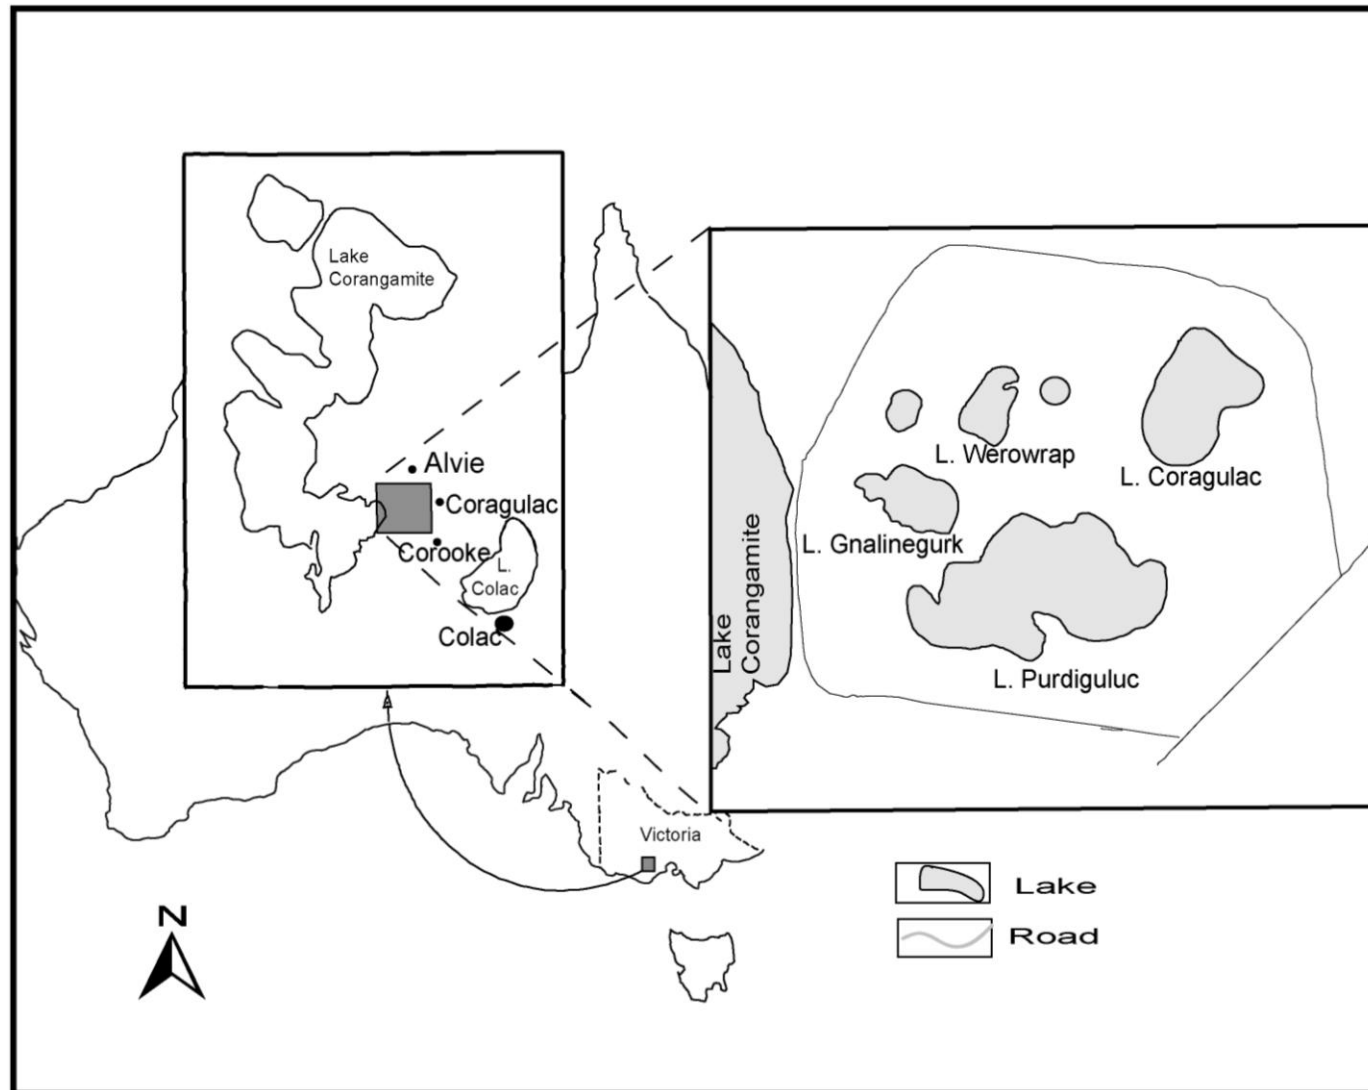 Lake
Corangamite
Alvie
Coragulac
Corooke
L.
Colac
Colac
Lake
Corangamite
L. Werowrap
L. Coragulac
L. Gnalinegurk
L. Purdiguluc
Victoria
Lake
Road
N